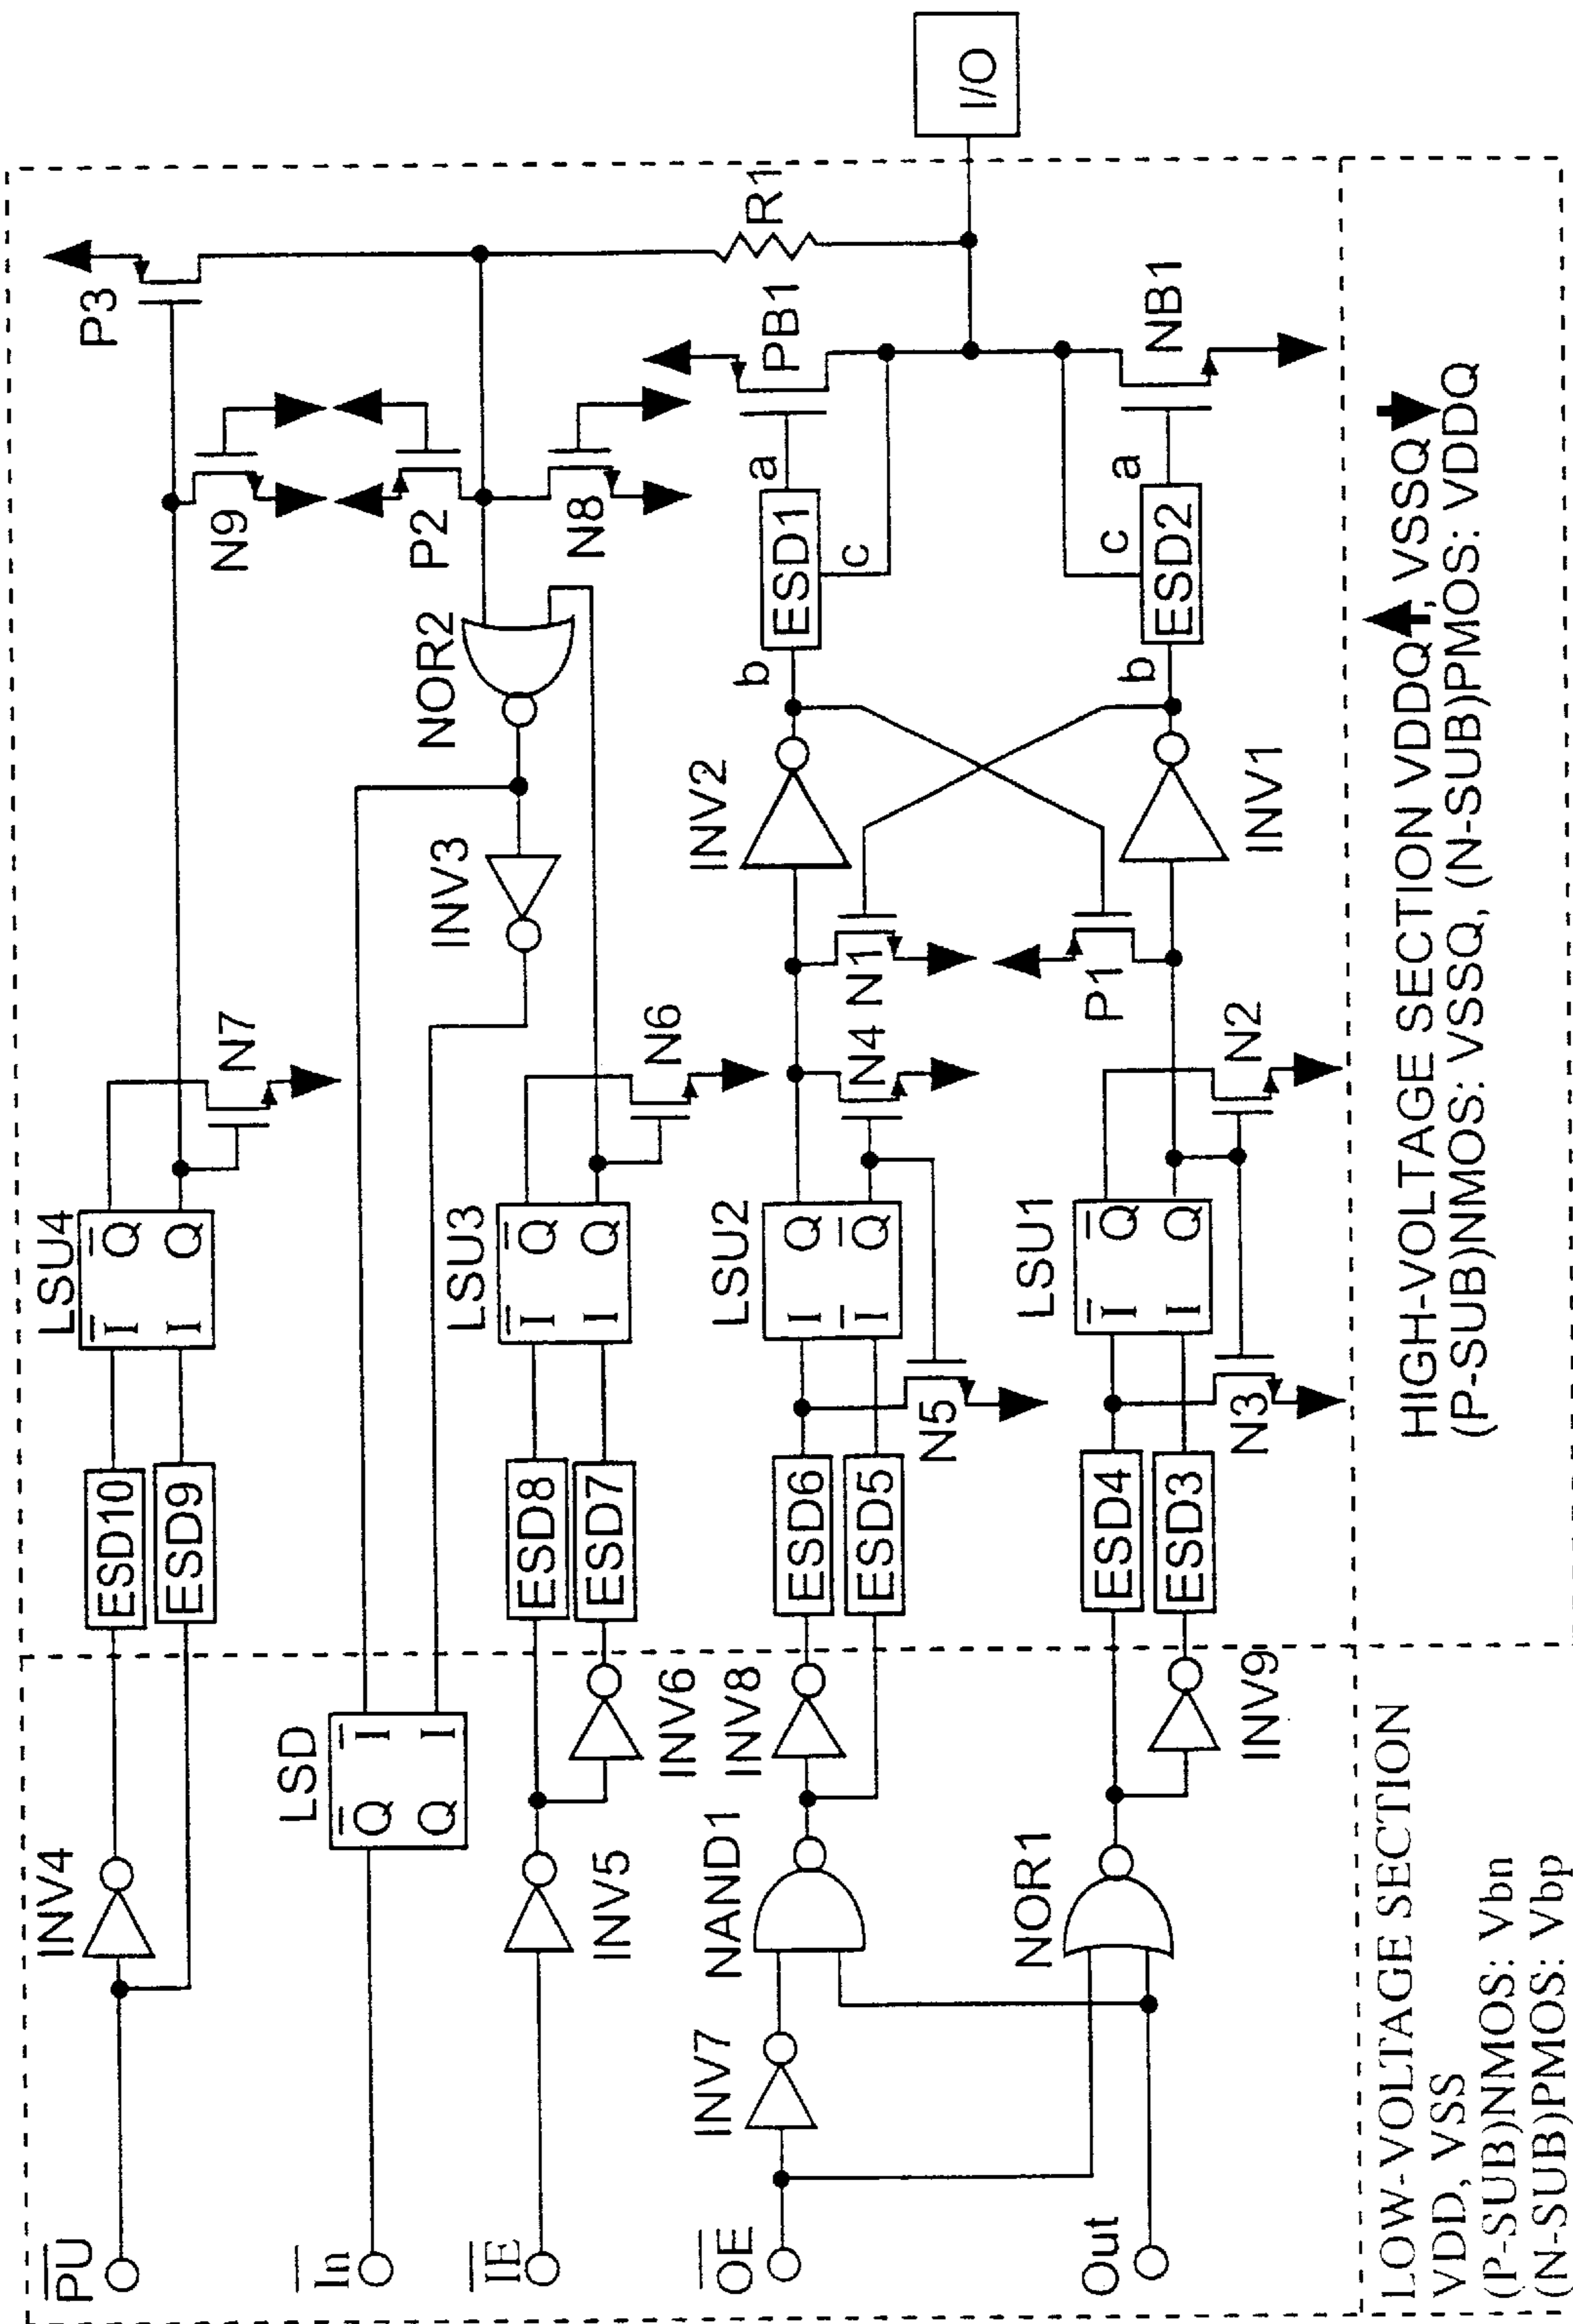 PU
INV4
ESD10
ESD9
LSU4
I
Q
I
Q
N7
N9
P3
In
LSD
Q
I
Q
I
INV3
NOR2
P2
N8
R1
IE
INV5
INV6
ESD8
ESD7
LSU3
I
Q
I
Q
N6
OE
INV7
NAND1
INV8
ESD6
ESD5
LSU2
I
Q
I
Q
N5
N4
N1
INV2
b
ESD1
c
a
PB1
I/O
Out
NOR1
INV9
ESD4
ESD3
LSU1
I
Q
I
Q
N3
N2
P1
INV1
b
ESD2
c
a
NB1
LOW-VOLTAGE SECTION
VDD, VSS
(P-SUB)NMOS: Vbn
(N-SUB)PMOS: Vbp
HIGH-VOLTAGE SECTION VDDQ , VSSQ
(P-SUB)NMOS: VSSQ, (N-SUB)PMOS: VDDQ